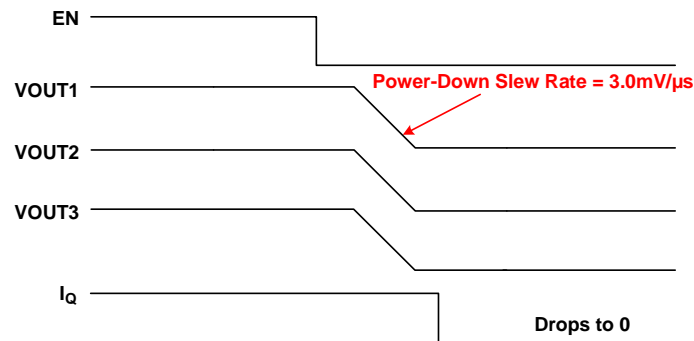 EN
Power-Down Slew Rate = 3.0mV/µs
VOUT1
VOUT2
VOUT3
IQ
Drops to 0